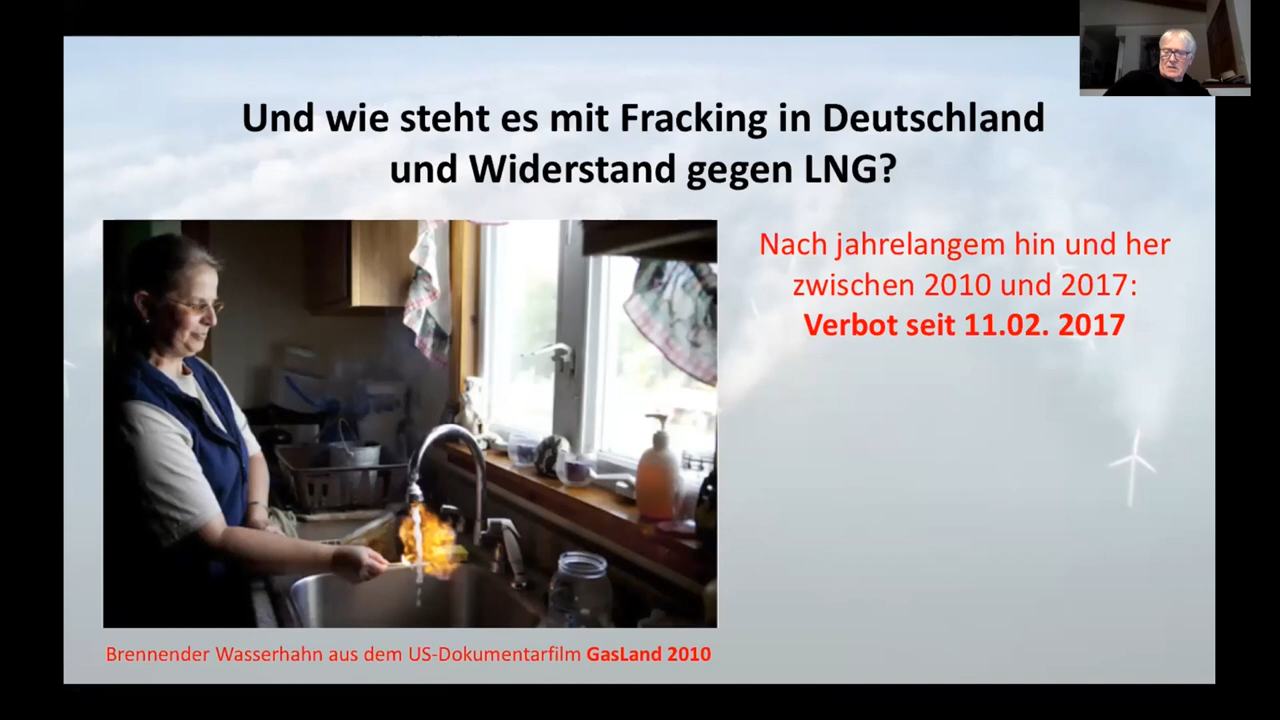 Und wie steht es mit Fracking in Deutschland
und Widerstand gegen LNG?
Nach jahrelangem hin und her
zwischen 2010 und 2017:
Verbot seit 11.02. 2017
Brennender Wasserhahn aus dem US-Dokumentarfilm GasLand 2010